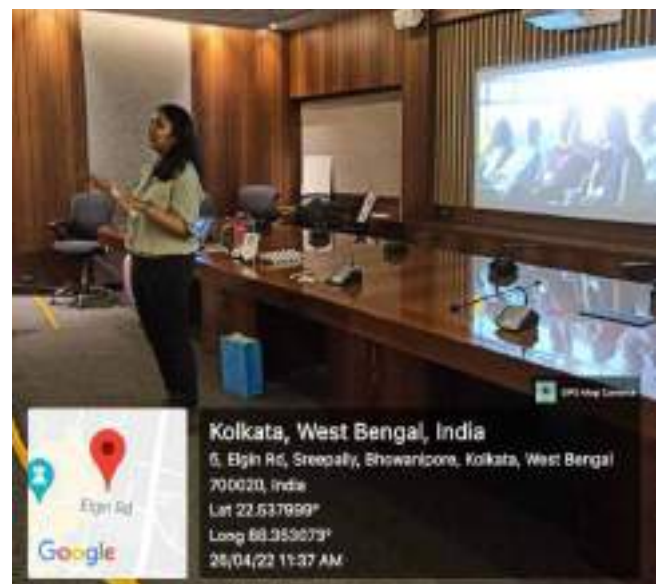 GPS Map Camera
Kolkata, West Bengal, India
5, Elgin Rd, Sreepally, Bhowanipore, Kolkata, West Bengal
700020, India
Lat 22.537999°
Long 88.353073°
26/04/22 11:37 AM
Elgin Rd
Google